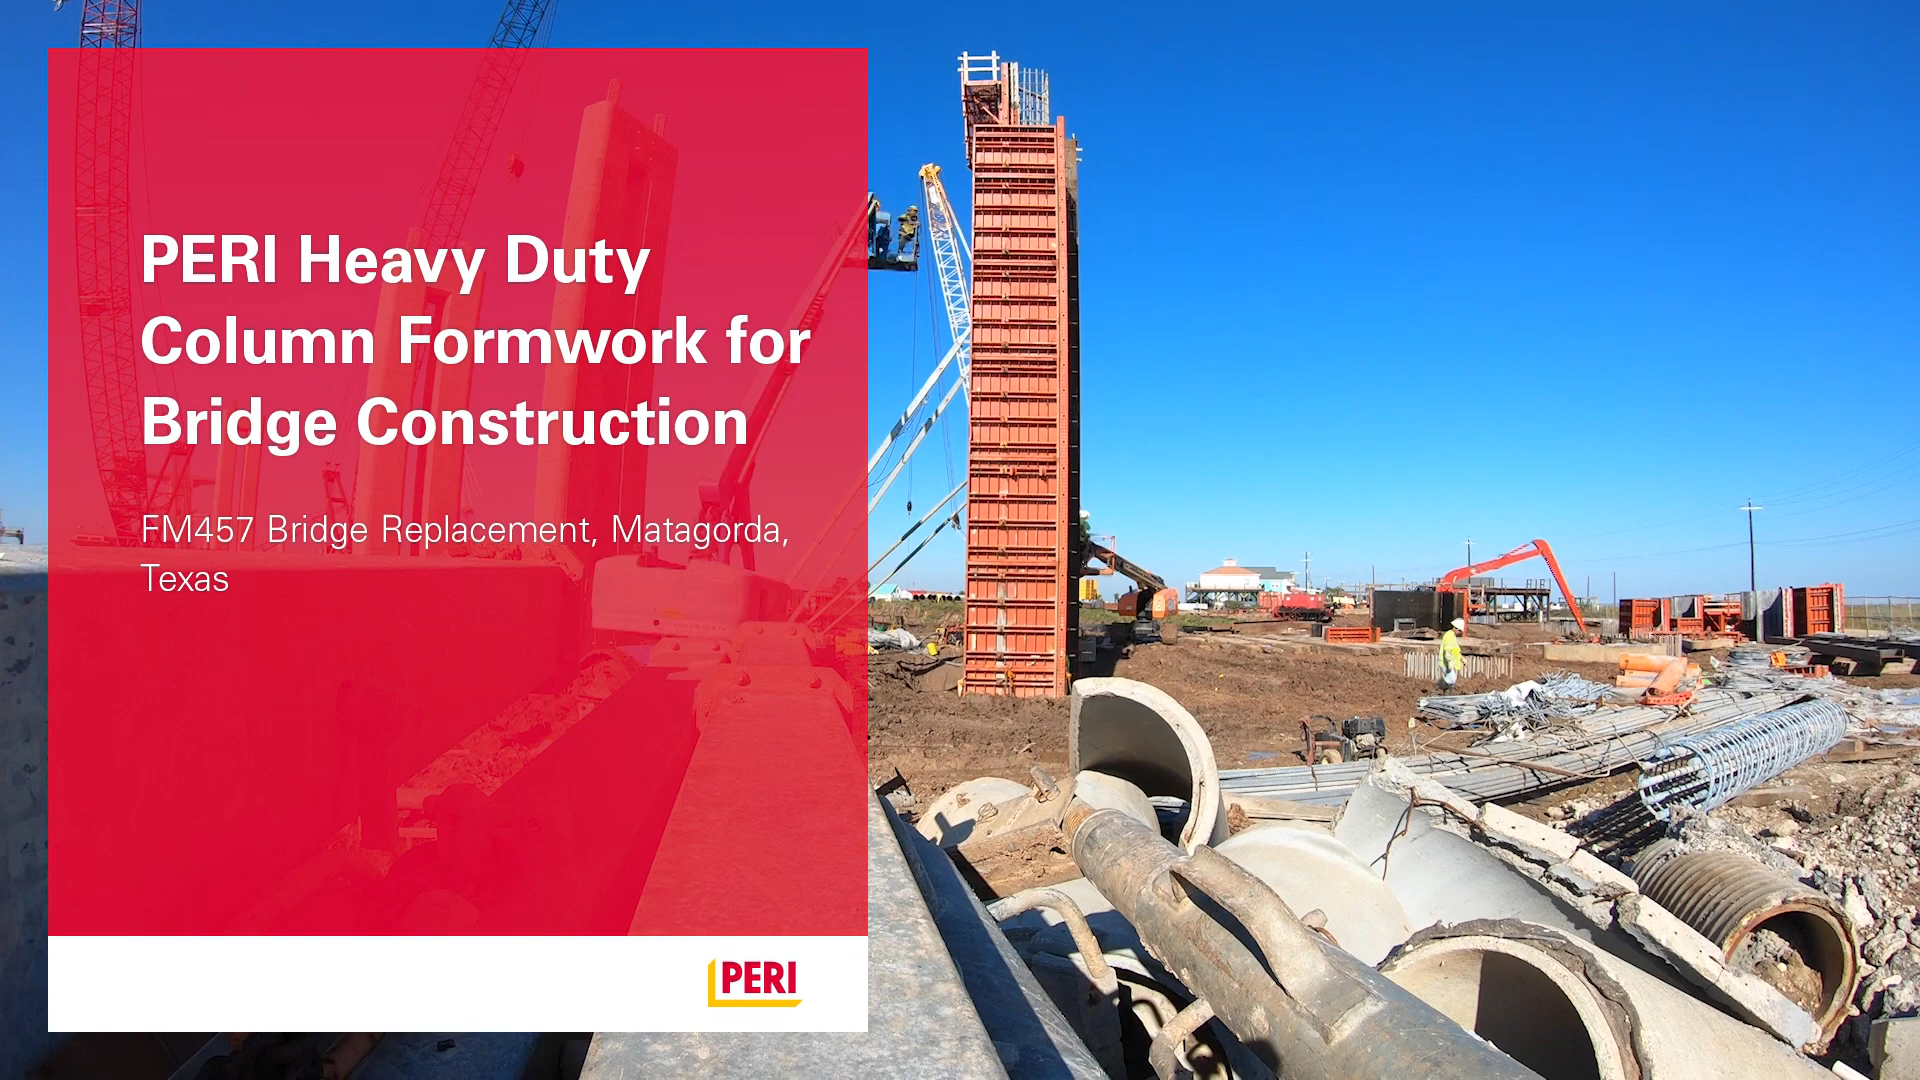 PERI Heavy Duty
Column Formwork for
Bridge Construction
FM457 Bridge Replacement, Matagorda,
Texas
PERI